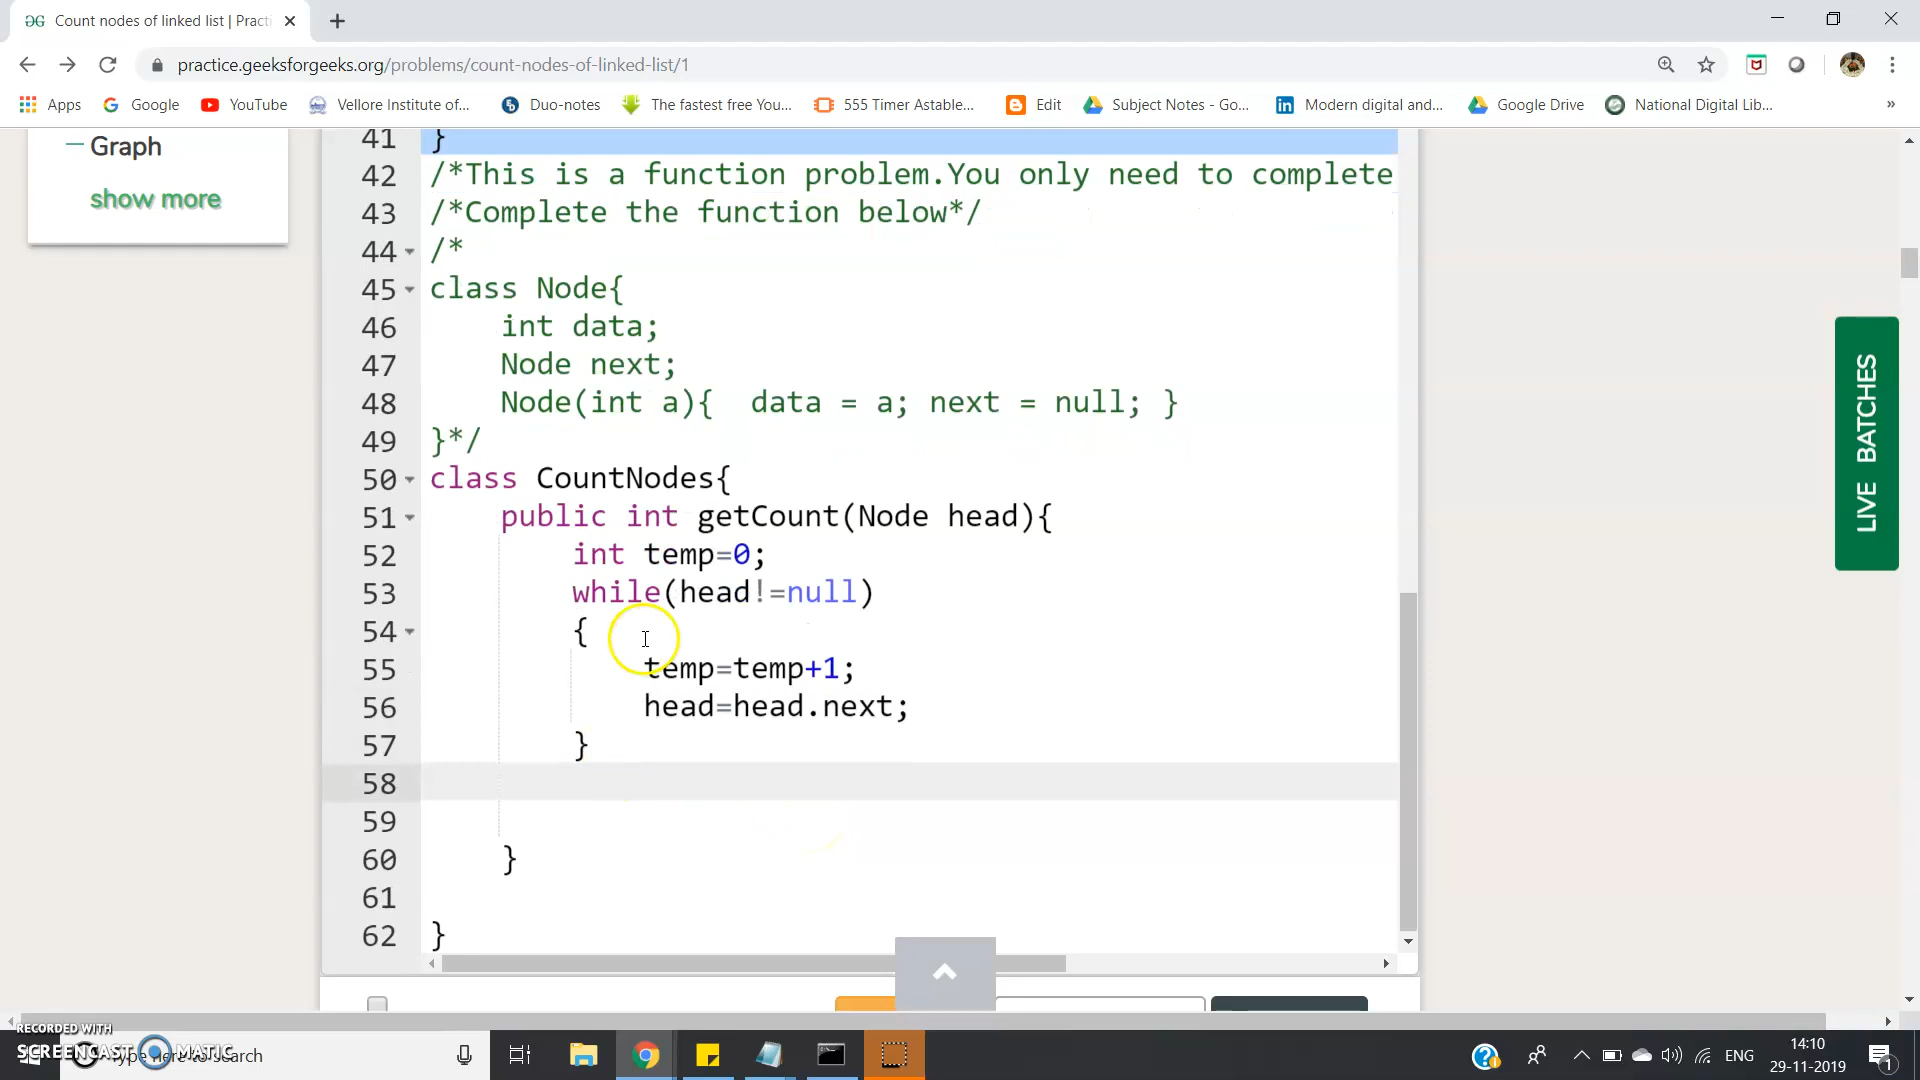 Count nodes of linked list | Practi
practice.geeksforgeeks.org/problems/count-nodes-of-linked-list/1
Apps Google YouTube Vellore Institute of... Duo-notes The fastest free You... 555 Timer Astable... Edit Subject Notes - Go... Modern digital and... Google Drive National Digital Lib... »
Graph
show more
41 }
42 /*This is a function problem.You only need to complete
43 /*Complete the function below*/
44 /*
45 class Node{
46 int data;
47 Node next;
48 Node(int a){  data = a; next = null; }
49 }*/
50 class CountNodes{
51 public int getCount(Node head){
52 int temp=0;
53 while(head!=null)
54 {
55 temp=temp+1;
56 head=head.next;
57 }
58
59
60 }
61
62 }
LIVE BATCHES
RECORDED WITH
SCREENCAST MATIC
Type here to search
ENG
14:10
29-11-2019
1